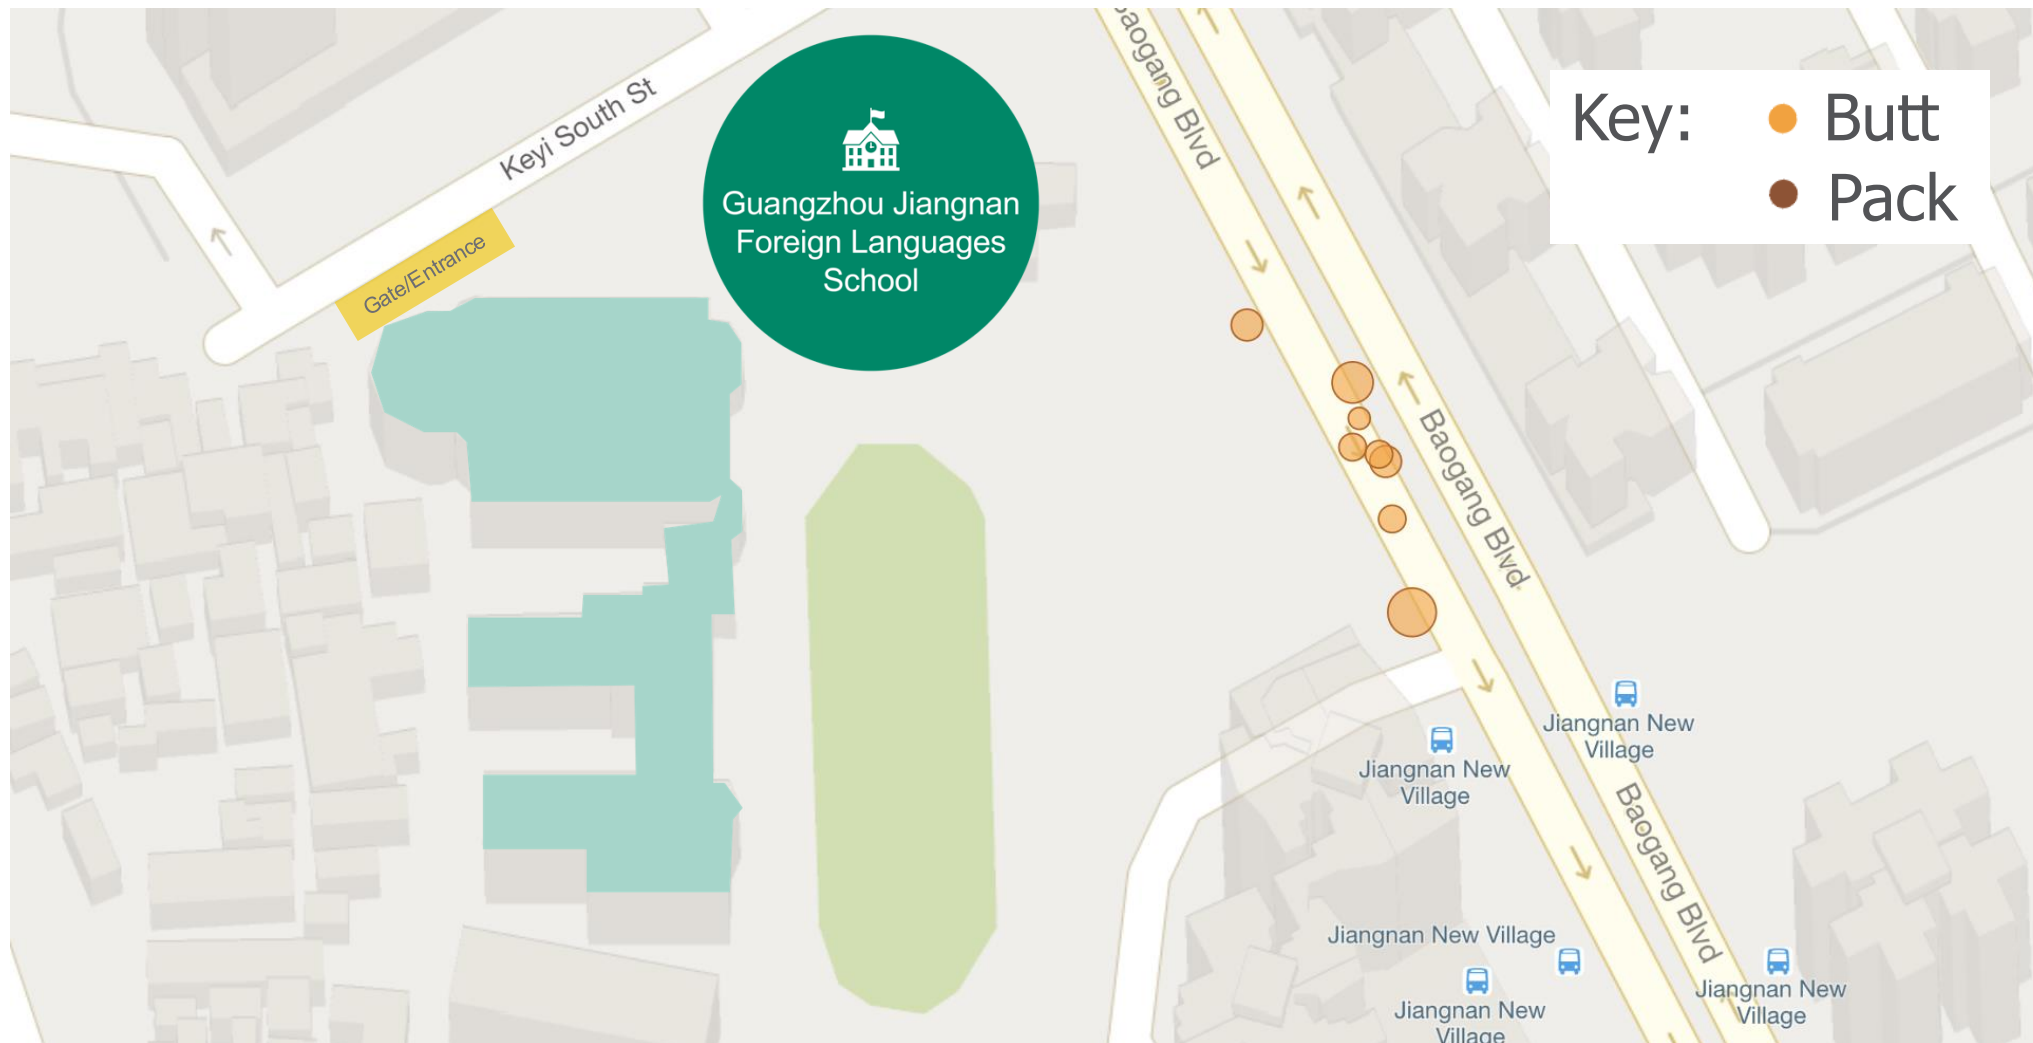 Keyi South St
Gate/Entrance
Guangzhou Jiangnan
Foreign Languages
School
Baogang Blvd
Key:
Butt
Pack
Baogang Blvd
Jiangnan New
Village
Jiangnan New
Village
Baogang Blvd
Jiangnan New Village
Jiangnan New
Village
Jiangnan New
Village